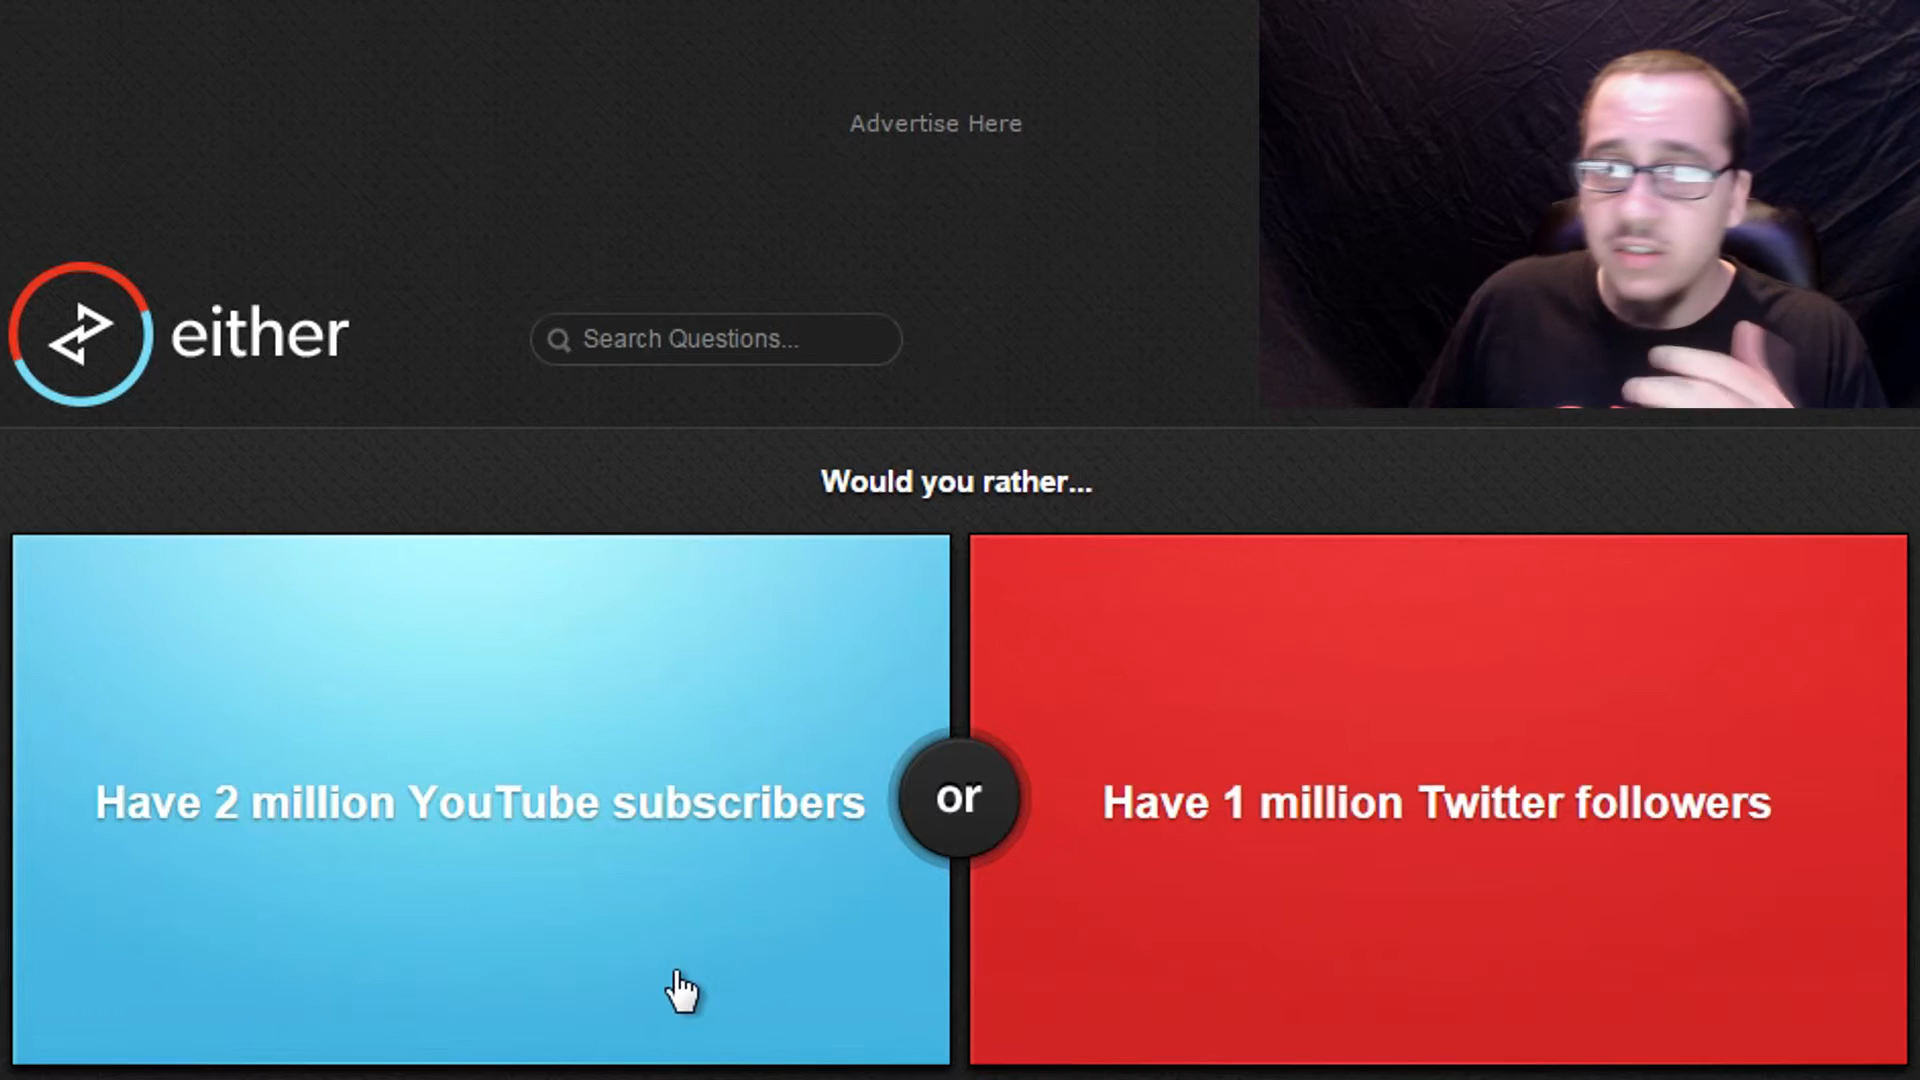 Advertise Here
either
Search Questions...
Would you rather...
Have 2 million YouTube subscribers
or
Have 1 million Twitter followers